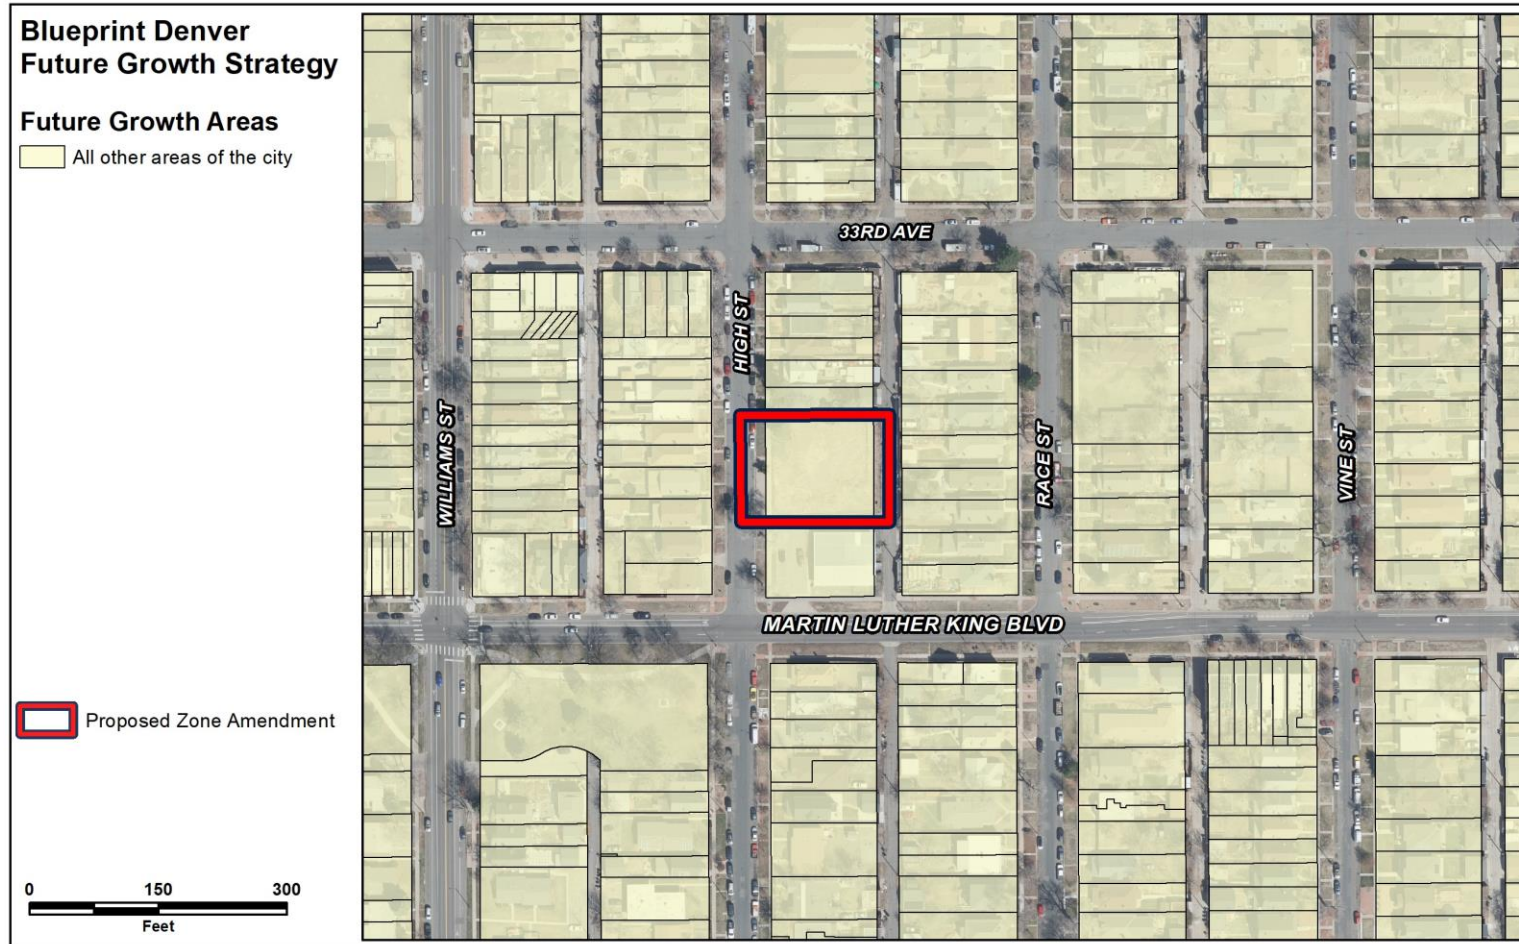 Blueprint Denver
Future Growth Strategy
Future Growth Areas
All other areas of the city
33RD AVE
HIGH ST
WILLIAMS ST
RACE ST
VINE ST
MARTIN LUTHER KING BLVD
Proposed Zone Amendment
0 150 300
Feet